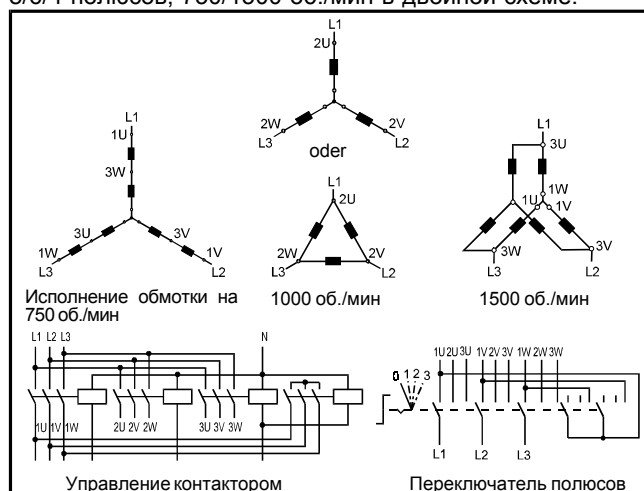 8/6/4 полюсов, 750/1500 об./мин в двойной схеме.
L1
2U
2W
2V
L3
L2
oder
L1
1U
3W
3U
3V
1W
1V
L3
L2
Исполнение обмотки на
750 об./мин
L1
2U
2W
2V
L3
L2
1000 об./мин
L1
3U
1W
1U
1V
3W
3V
L3
L2
1500 об./мин
L1 L2 L3
N
1U 1V 1W
2U 2V 2W
3U 3V 3W
Управление контактором
1U 2U 3U 1V 2V 3V 1W 2W 3W
0 1 2 3
L1
L2
L3
Переключатель полюсов